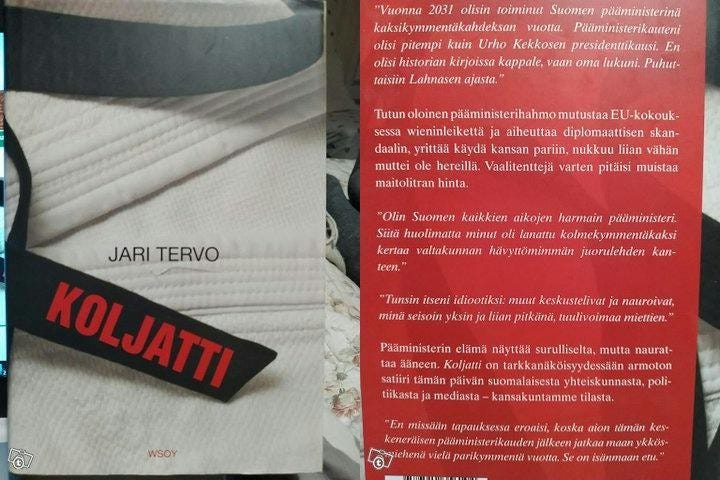 JARI TERVO
KOLJATTI
WSOY
"Vuonna 2031 olisin toiminut Suomen pääministerinä
kaksikymmentäkahdeksan vuotta. Pääministerikauteni
olisi pitempi kuin Urho Kekkosen presidenttikausi. En
olisi historian kirjoissa kappale, vaan oma lukuni. Puhut-
taisiin Lahnasen ajasta."
Tutun oloinen pääministerihahmo mutustaa EU-kokouk-
sessa wieninleikettä ja aiheuttaa diplomaattisen skan-
daalin, yrittää käydä kansan pariin, nukkuu liian vähän
muttei ole hereillä. Vaalitenttejä varten pitäisi muistaa
maitolitran hinta.
"Olin Suomen kaikkien aikojen harmain pääministeri.
Siitä huolimatta minut oli lanattu kolmekymmentäkaksi
kertaa valtakunnan hävyttömimmän juorulehden kan-
teen."
"Tunsin itseni idiootiksi: muut keskustelivat ja nauroivat,
minä seisoin yksin ja liian pitkänä, tuulivoimaa miettien."
Pääministerin elämä näyttää surulliselta, mutta naurat-
taa ääneen. Koljatti on tarkkanäköisyydessään armoton
satiiri tämän päivän suomalaisesta yhteiskunnasta, poli-
tiikasta ja mediasta – kansakuntamme tilasta.
"En missään tapauksessa eroaisi, koska aion tämän kes-
keneräisen pääministerikauden jälkeen jatkaa maan ykkös-
miehenä vielä parikymmentä vuotta. Se on isänmaan etu."